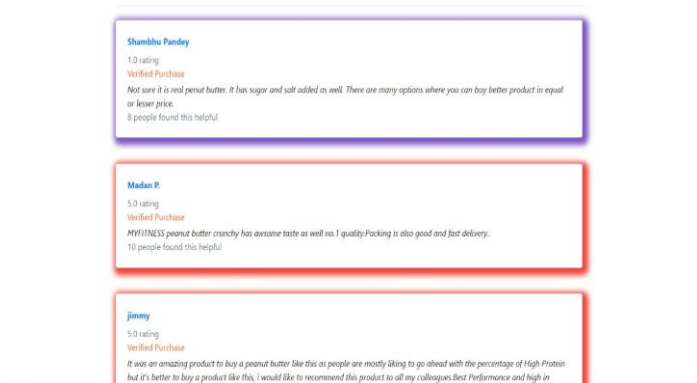 Shambhu Pandey
1.0 rating
Verified Purchase
Not sure it is real penut butter. It has sugar and salt added as well. There are many options where you can buy better product in equal
or lesser price.
8 people found this helpful
Madan P.
5.0 rating
Verified Purchase
MYFITNESS peanut butter crunchy has awsome taste as well no.1 quality.Packing is also good and fast delivery..
10 people found this helpful
jimmy
5.0 rating
Verified Purchase
It was an amazing product to buy a peanut butter like this as people are mostly liking to go ahead with the percentage of High Protein
but it's better to buy a product like this, i would like to recommend this product to all my colleagues.Best Performance and high in